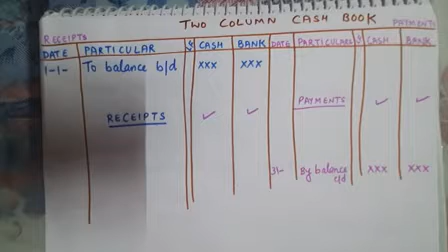 TWO COLUMN CASH BOOK
RECEIPTS PAYMENTS
DATE PARTICULAR CASH BANK DATE PARTICULARS CASH BANK
1-1- To balance b/d xxx xxx
PAYMENTS
RECEIPTS
31- By balance c/d xxx xxx